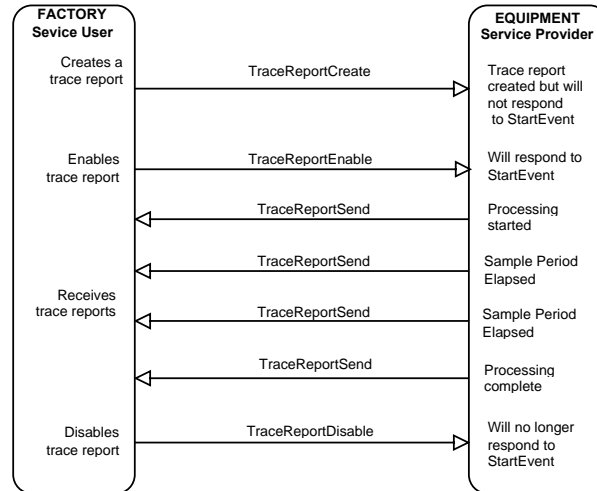 FACTORY
Sevice User
EQUIPMENT
Service Provider
Creates a
trace report
TraceReportCreate
Trace report
created but will
not respond
to StartEvent
Enables
trace report
TraceReportEnable
Will respond to
StartEvent
TraceReportSend
Processing
started
TraceReportSend
Sample Period
Elapsed
Receives
trace reports
TraceReportSend
Sample Period
Elapsed
TraceReportSend
Processing
complete
Disables
trace report
TraceReportDisable
Will no longer
respond to
StartEvent